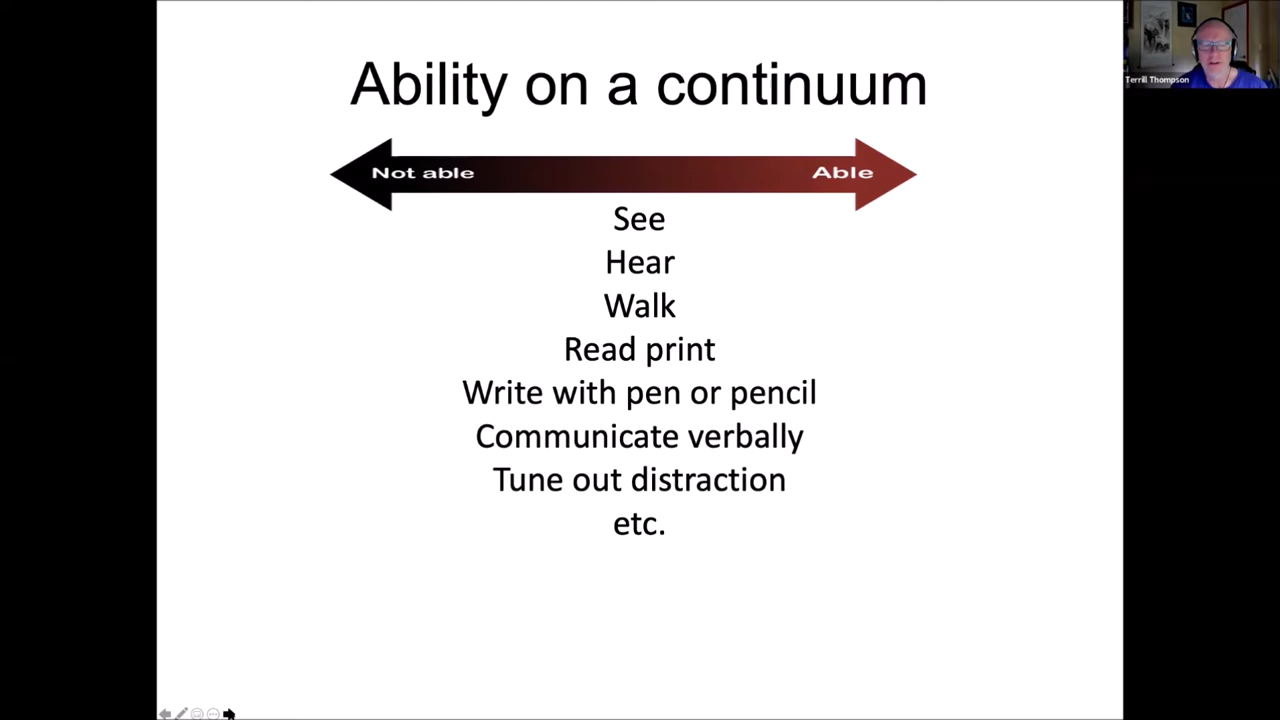 Ability on a continuum
Not able
Able
See
Hear
Walk
Read print
Write with pen or pencil
Communicate verbally
Tune out distraction
etc.
Terrill Thompson